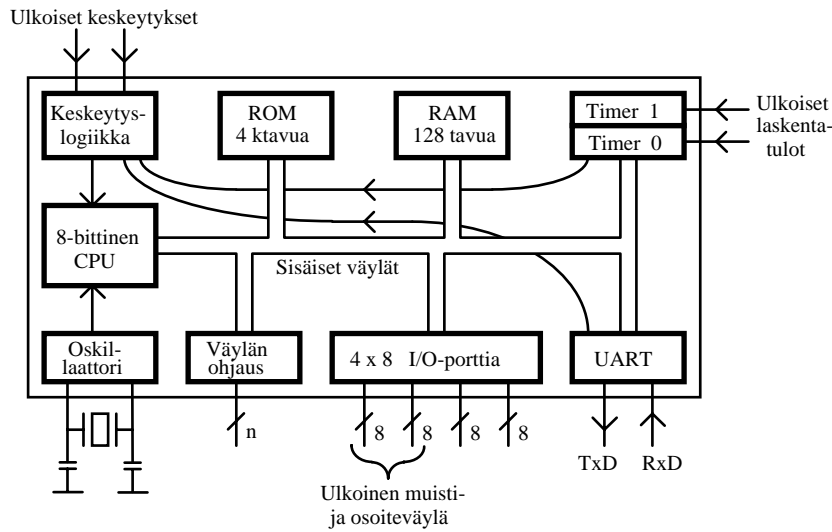 Ulkoiset keskeytykset
Keskeytys-
logiikka
ROM
4 ktavua
RAM
128 tavua
Timer 1
Timer 0
Ulkoiset
laskenta-
tulot
8-bittinen
CPU
Sisäiset väylät
Oskil-
laattori
Väylän
ohjaus
4 x 8 I/O-porttia
UART
n
8
8
8
8
TxD
RxD
Ulkoinen muisti-
ja osoiteväylä